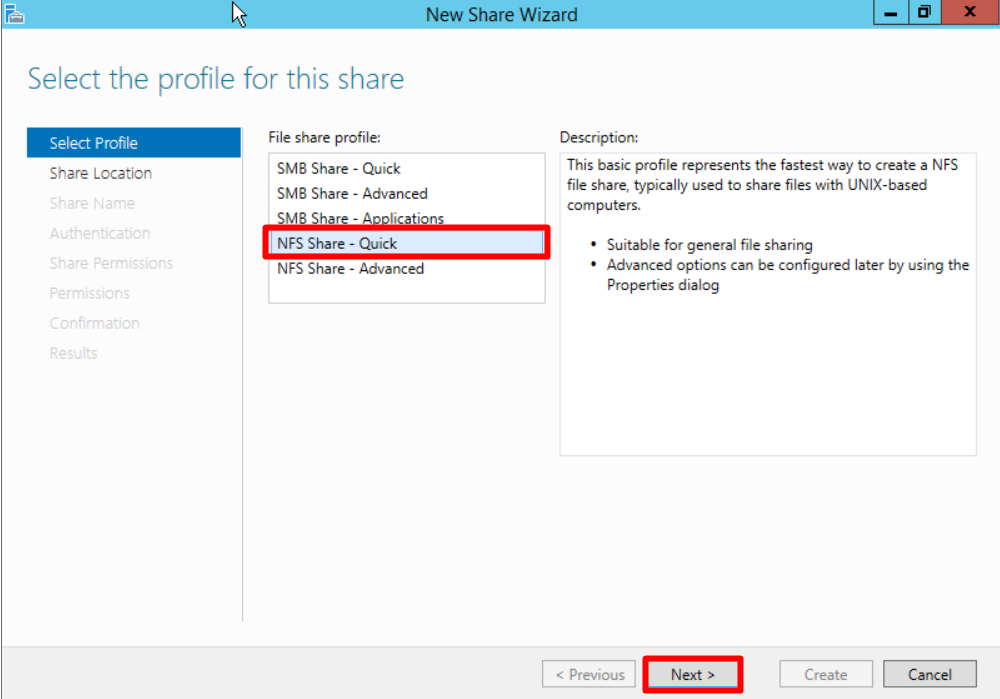 New Share Wizard
Select the profile for this share
Select Profile
Share Location
Share Name
Authentication
Share Permissions
Permissions
Confirmation
Results
File share profile:
SMB Share - Quick
SMB Share - Advanced
SMB Share - Applications
NFS Share - Quick
NFS Share - Advanced
Description:
This basic profile represents the fastest way to create a NFS
file share, typically used to share files with UNIX-based
computers.
• Suitable for general file sharing
• Advanced options can be configured later by using the
Properties dialog
< Previous
Next >
Create
Cancel